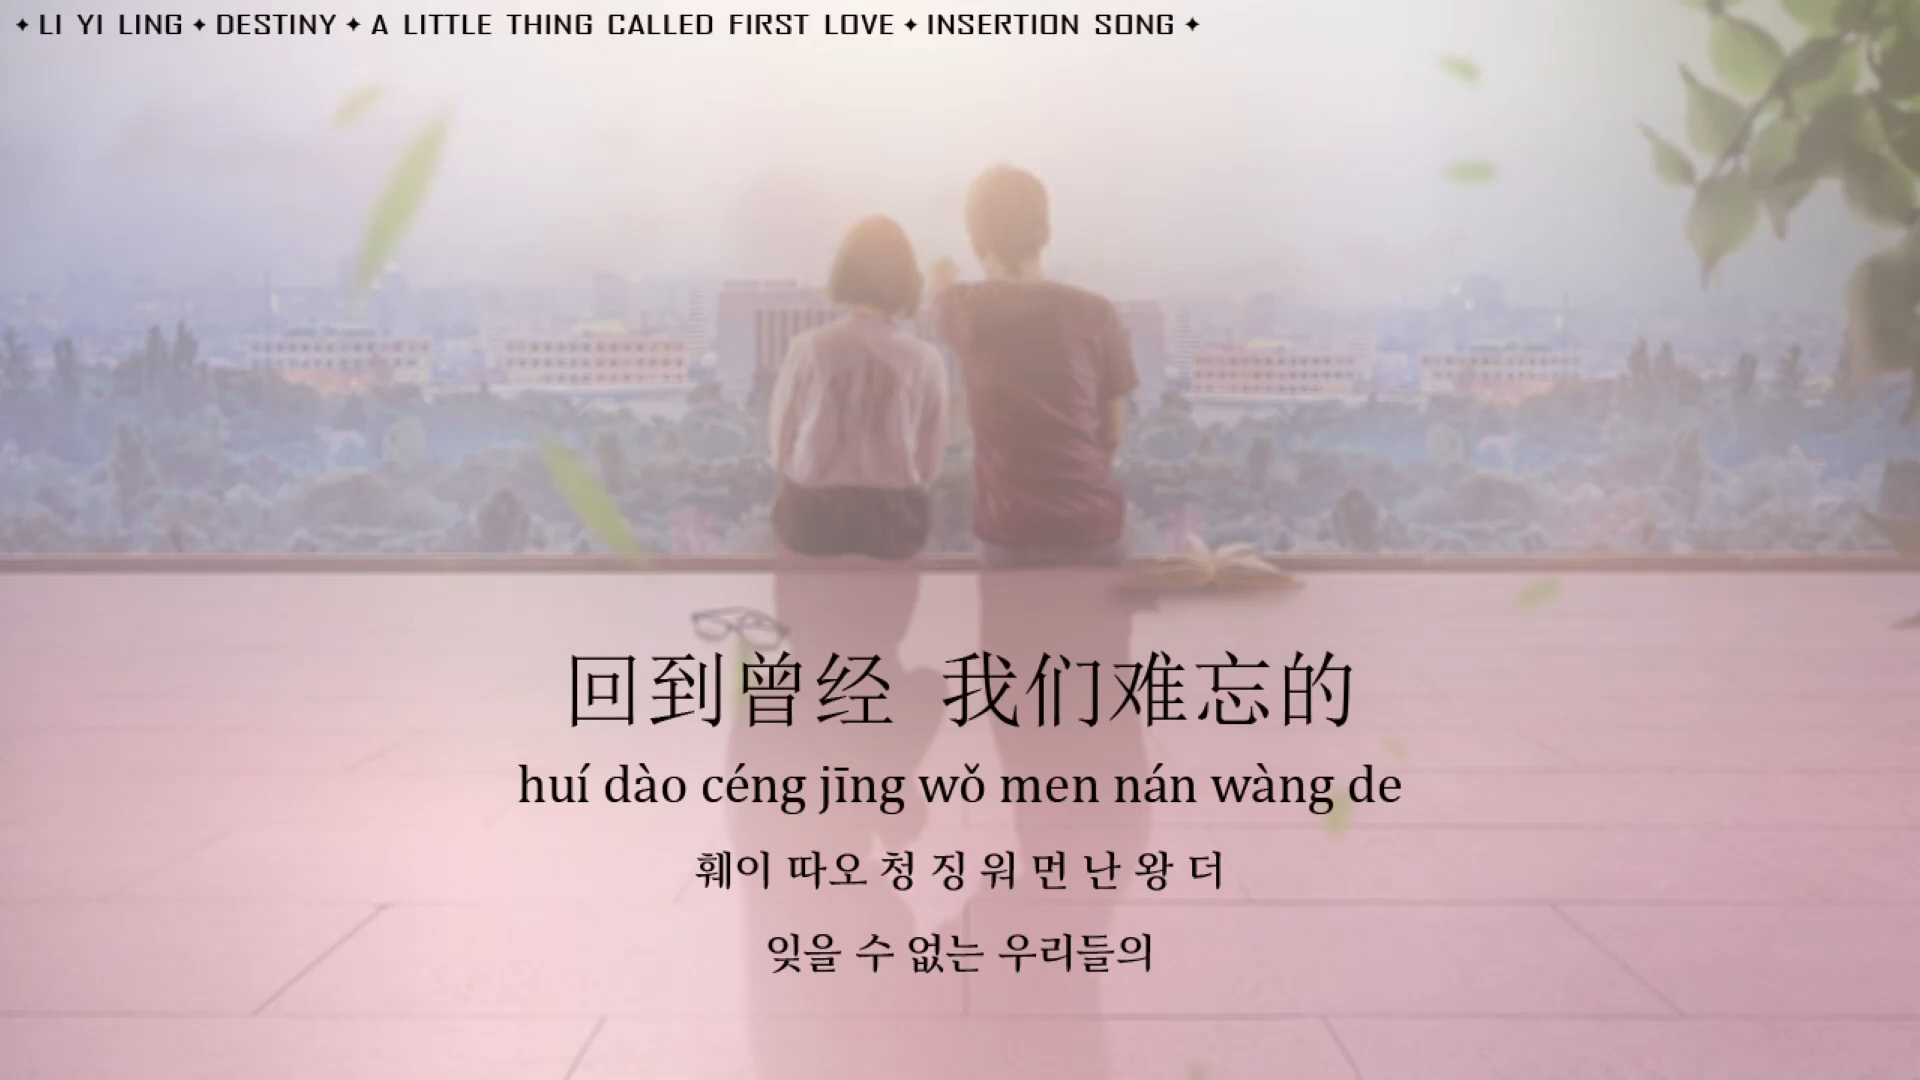 ✦ LI YI LING ✦ DESTINY ✦ A LITTLE THING CALLED FIRST LOVE ✦ INSERTION SONG ✦
回到曾经 我们难忘的
huí dào céng jīng wǒ men nán wàng de
훼이 따오 청 징 워 먼 난 왕 더
잊을 수 없는 우리들의